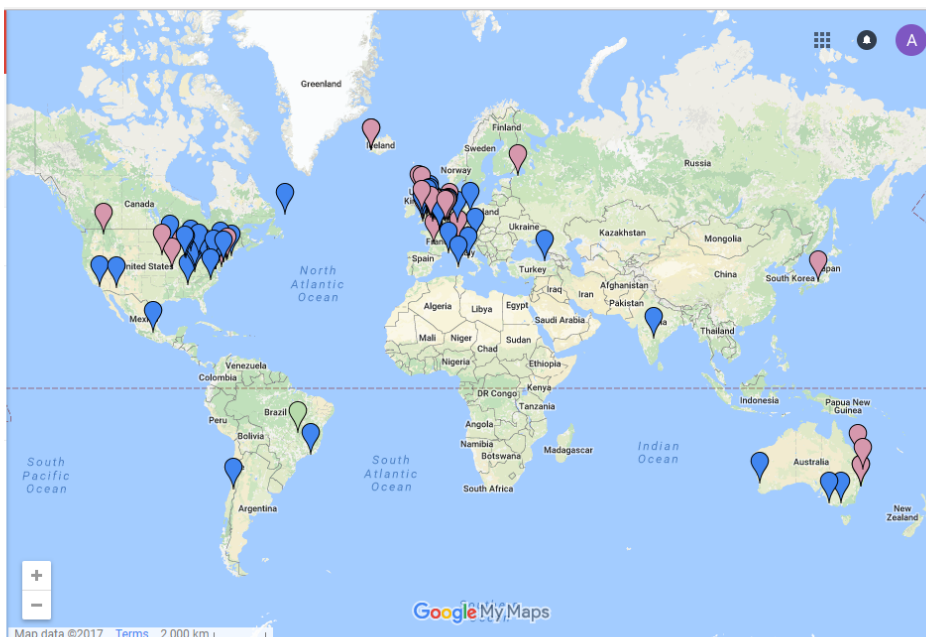 A
Greenland
Iceland
Finland
Sweden
Norway
Russia
Canada
Ukraine
Kazakhstan
Mongolia
United States
Spain
Turkey
China
South Korea
Japan
North
Atlantic
Ocean
Iraq
Iran
Afghanistan
Pakistan
Algeria
Libya
Egypt
Saudi Arabia
Thailand
Mali
Niger
Chad
Sudan
Nigeria
Ethiopia
Venezuela
Colombia
DR Congo
Kenya
Tanzania
Indonesia
Papua New
Guinea
Brazil
Peru
Bolivia
Angola
Namibia
Botswana
Madagascar
Indian
Ocean
Australia
South
Pacific
Ocean
South
Atlantic
Ocean
South Africa
Argentina
New
Zealand
+
−
Google My Maps
Map data ©2017 Terms 2,000 km